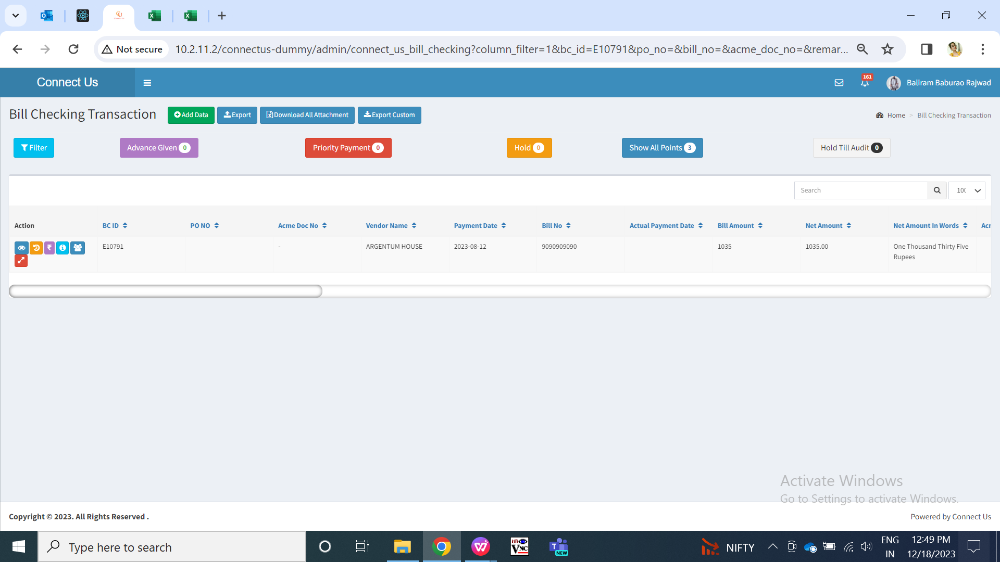 Not secure
10.2.11.2/connectus-dummy/admin/connect_us_bill_checking?column_filter=1&bc_id=E10791&po_no=&bill_no=&acme_doc_no=&remar...
Connect Us
161
Baliram Baburao Rajwad
Bill Checking Transaction
Add Data
Export
Download All Attachment
Export Custom
Home > Bill Checking Transaction
Filter
Advance Given 0
Priority Payment 0
Hold 0
Show All Points 3
Hold Till Audit 0
Search
100
Action BC ID PO NO Acme Doc No Vendor Name Payment Date Bill No Actual Payment Date Bill Amount Net Amount Net Amount In Words Acr
E10791 - ARGENTUM HOUSE 2023-08-12 9090909090 1035 1035.00 One Thousand Thirty Five
Rupees
Activate Windows
Go to Settings to activate Windows.
Copyright © 2023. All Rights Reserved .
Powered by Connect Us
Type here to search
VNC
NEW
NIFTY
ENG
IN
12:49 PM
12/18/2023